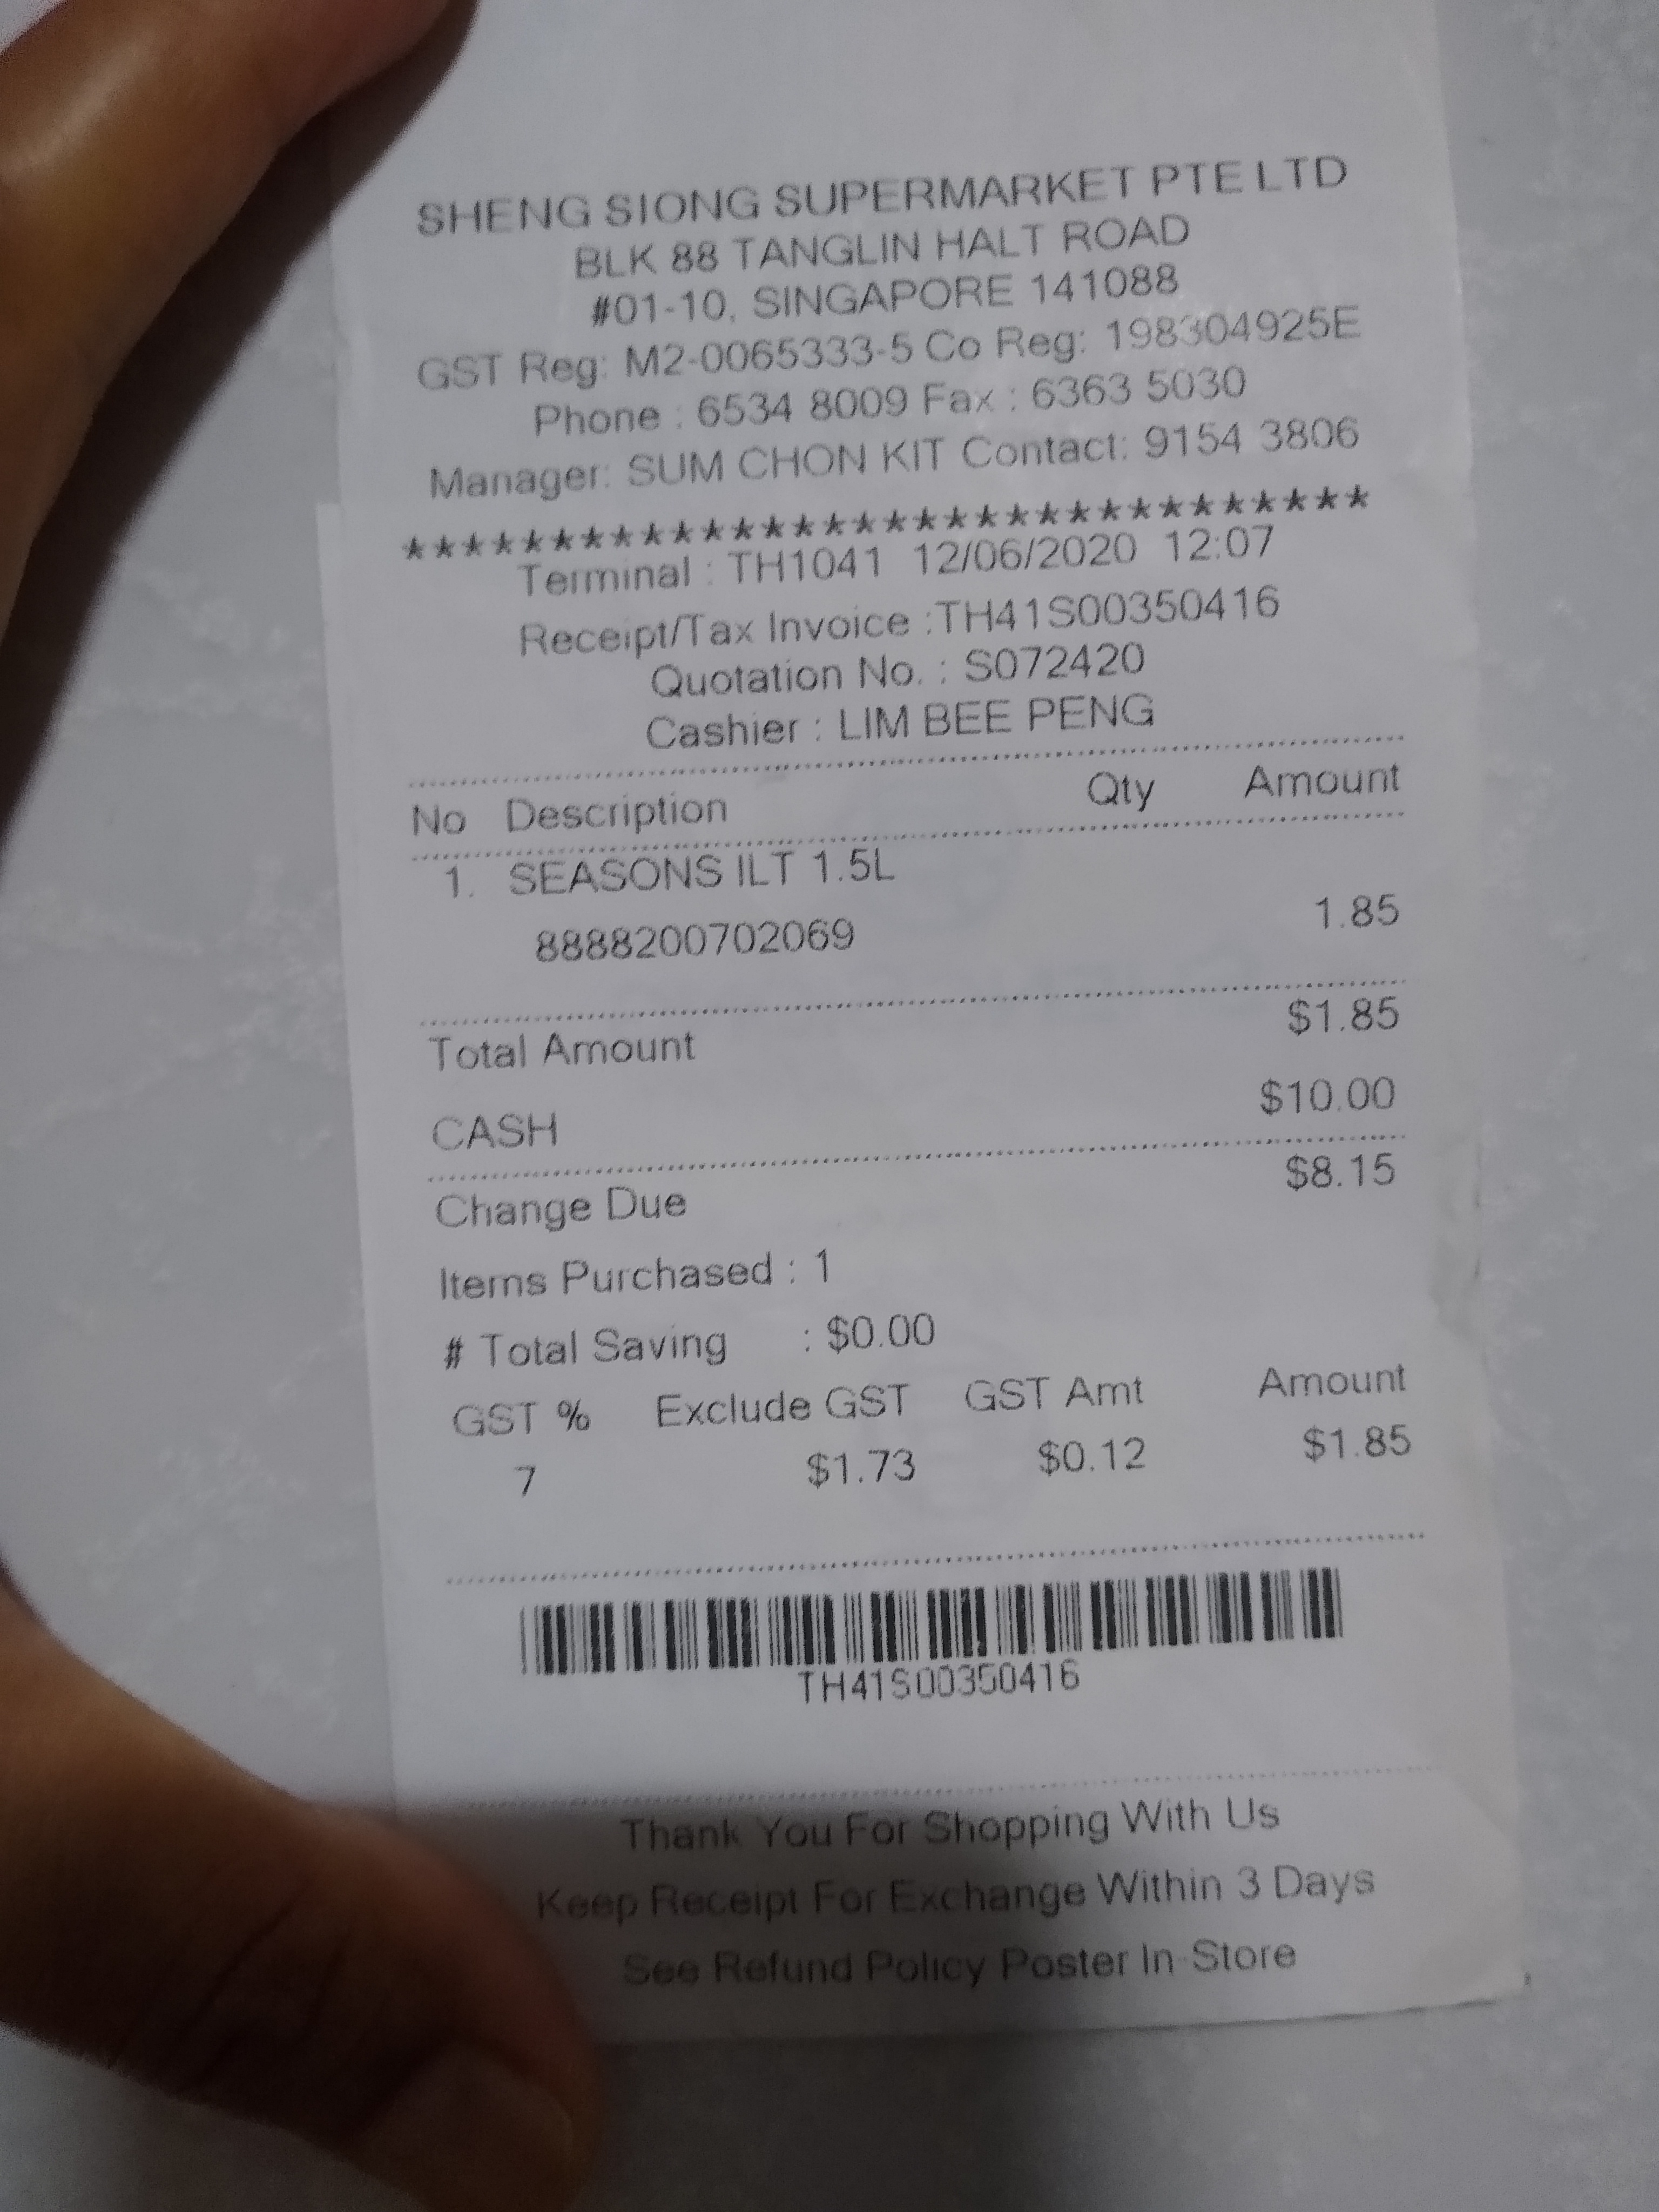 SHENG SIONG SUPERMARKET PTE LTD
BLK 88 TANGLIN HALT ROAD
#01-10, SINGAPORE 141088
GST Reg: M2-0065333-5 Co Reg: 198304925E
Phone : 6534 8009 Fax : 6363 5030
Manager: SUM CHON KIT Contact: 9154 3806
********************************
Terminal : TH1041 12/06/2020 12:07
Receipt/Tax Invoice :TH41S00350416
Quotation No. : S072420
Cashier : LIM BEE PENG
No Description Qty Amount
1. SEASONS ILT 1.5L
8888200702069 1.85
Total Amount $1.85
CASH $10.00
Change Due $8.15
Items Purchased : 1
# Total Saving : $0.00
GST % Exclude GST GST Amt Amount
7 $1.73 $0.12 $1.85
TH41S00350416
Thank You For Shopping With Us
Keep Receipt For Exchange Within 3 Days
See Refund Policy Poster In-Store